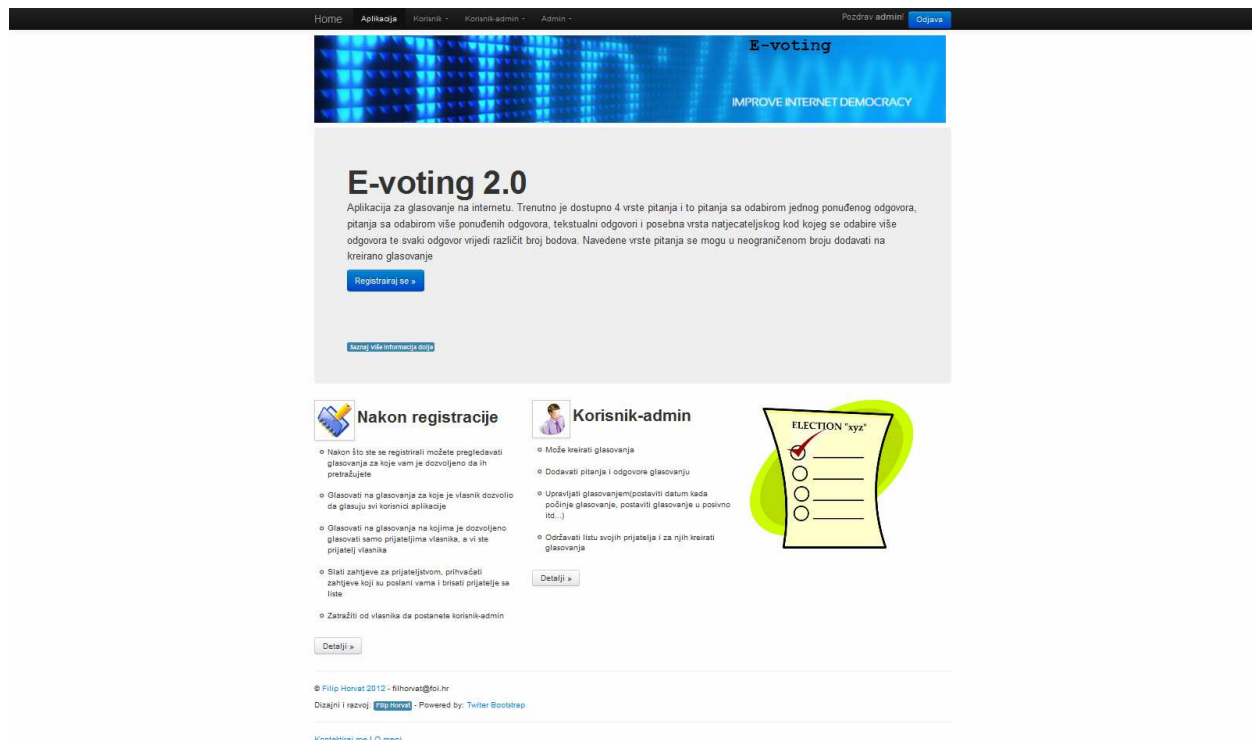 Home Aplikacija Korisnik Korisnik-admin Admin Pozdrav admin! Odjava
E-voting
IMPROVE INTERNET DEMOCRACY
E-voting 2.0
Aplikacija za glasovanje na internetu. Trenutno je dostupno 4 vrste pitanja i to pitanja sa odabirom jednog ponuđenog odgovora,
pitanja sa odabirom više ponuđenih odgovora, tekstualni odgovori i posebna vrsta natjecateljskog kod kojeg se odabire više
odgovora te svaki odgovor vrijedi različit broj bodova. Navedene vrste pitanja se mogu u neograničenom broju dodavati na
kreirano glasovanje
Registrairaj se »
Saznaj više informacija dolje
Nakon registracije
Nakon što ste se registrirali možete pregledavati
glasovanja za koje vam je dozvoljeno da ih
pretražujete
Glasovati na glasovanja za koje je vlasnik dozvolio
da glasuju svi korisnici aplikacije
Glasovati na glasovanja na kojima je dozvoljeno
glasovati samo prijateljima vlasnika, a vi ste
prijatelj vlasnika
Slati zahtjeve za prijateljstvom, prihvaćati
zahtjeve koji su poslani vama i brisati prijatelje sa
liste
Zatražiti od vlasnika da postanete korisnik-admin
Detalji »
Korisnik-admin
Može kreirati glasovanja
Dodavati pitanja i odgovore glasovanju
Upravljati glasovanjem(postaviti datum kada
počinje glasovanje, postaviti glasovanje u posivno
itd...)
Održavati listu svojih prijatelja i za njih kreirati
glasovanja
Detalji »
ELECTION "xyz"
© Filip Horvat 2012 - filhorvat@foi.hr
Dizajni i razvoj: Filip Horvat - Powered by: Twiter Bootstrap
Kontaktiraj me | O meni